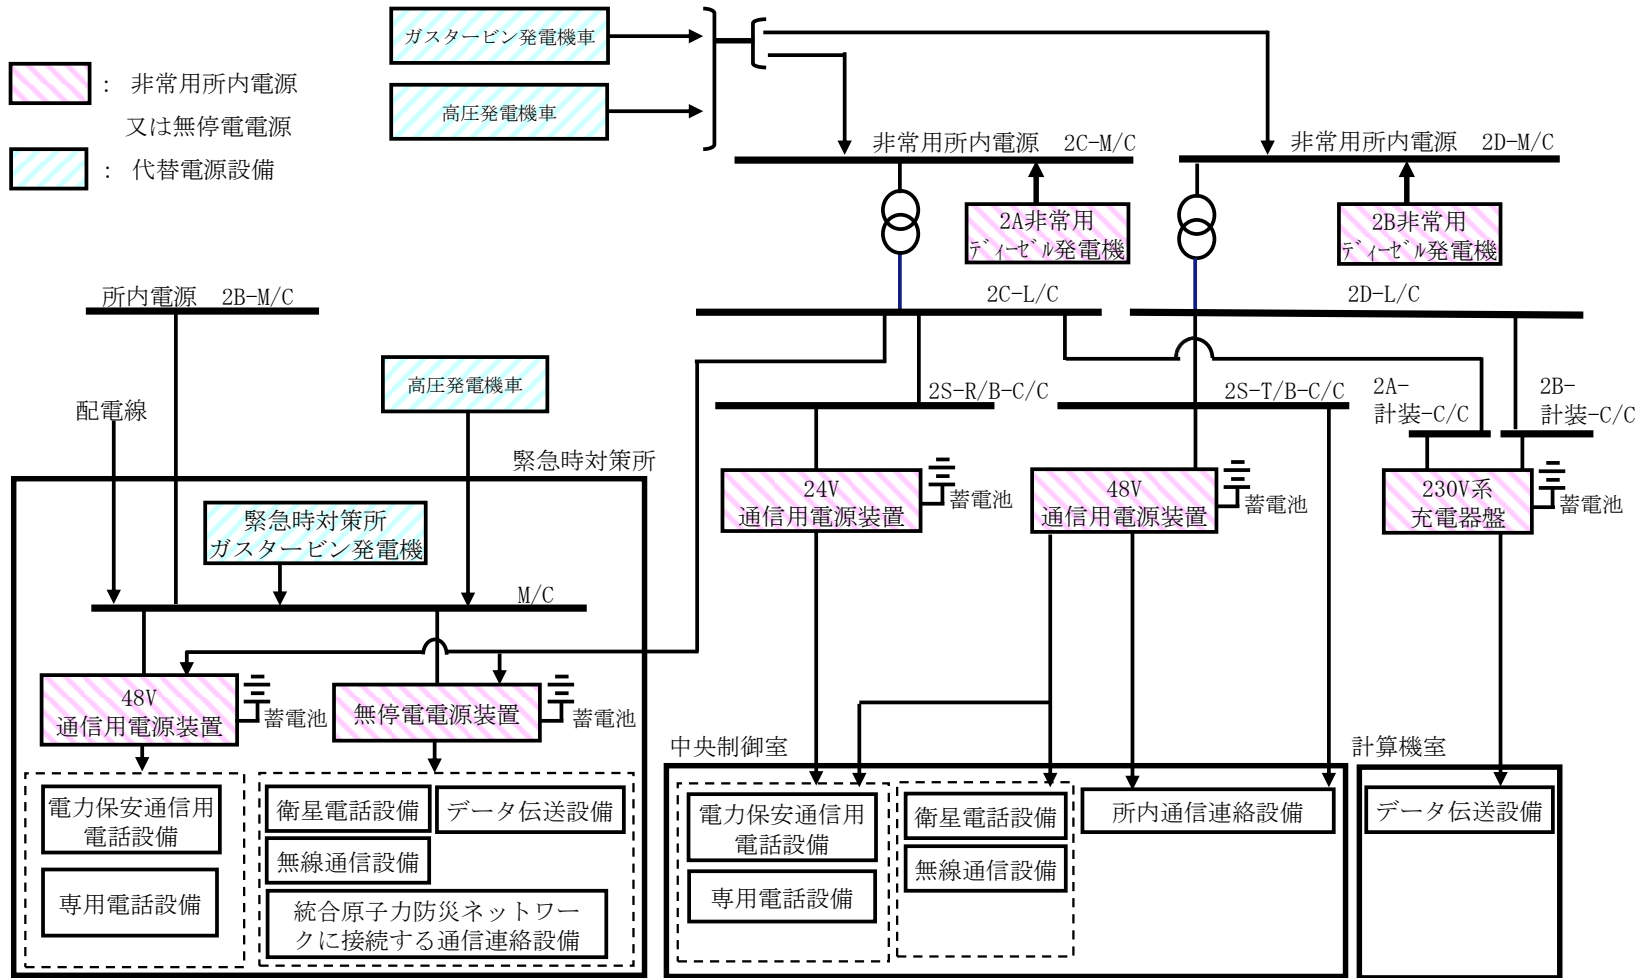 ガスタービン発電機車
高圧発電機車
： 非常用所内電源
又は無停電電源
： 代替電源設備
非常用所内電源 2C-M/C
非常用所内電源 2D-M/C
2A非常用
ディーゼル発電機
2B非常用
ディーゼル発電機
所内電源 2B-M/C
2C-L/C
2D-L/C
高圧発電機車
配電線
2S-R/B-C/C
2S-T/B-C/C
2A-
計装-C/C
2B-
計装-C/C
緊急時対策所
緊急時対策所
ガスタービン発電機
M/C
24V
通信用電源装置
蓄電池
48V
通信用電源装置
蓄電池
230V系
充電器盤
蓄電池
48V
通信用電源装置
蓄電池
無停電電源装置
蓄電池
中央制御室
計算機室
電力保安通信用
電話設備
専用電話設備
衛星電話設備
データ伝送設備
無線通信設備
統合原子力防災ネットワー
クに接続する通信連絡設備
電力保安通信用
電話設備
専用電話設備
衛星電話設備
無線通信設備
所内通信連絡設備
データ伝送設備